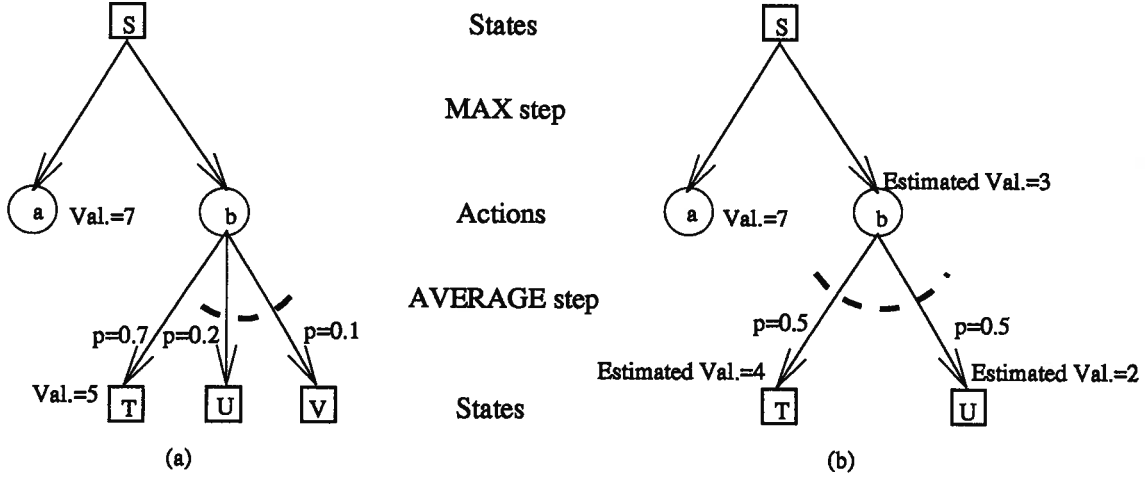 S
States
S
MAX step
Estimated Val.=3
a
Val.=7
b
Actions
a
Val.=7
b
AVERAGE step
p=0.7
p=0.2
p=0.1
p=0.5
p=0.5
Val.=5
T
U
V
States
Estimated Val.=4
T
Estimated Val.=2
U
(a)
(b)